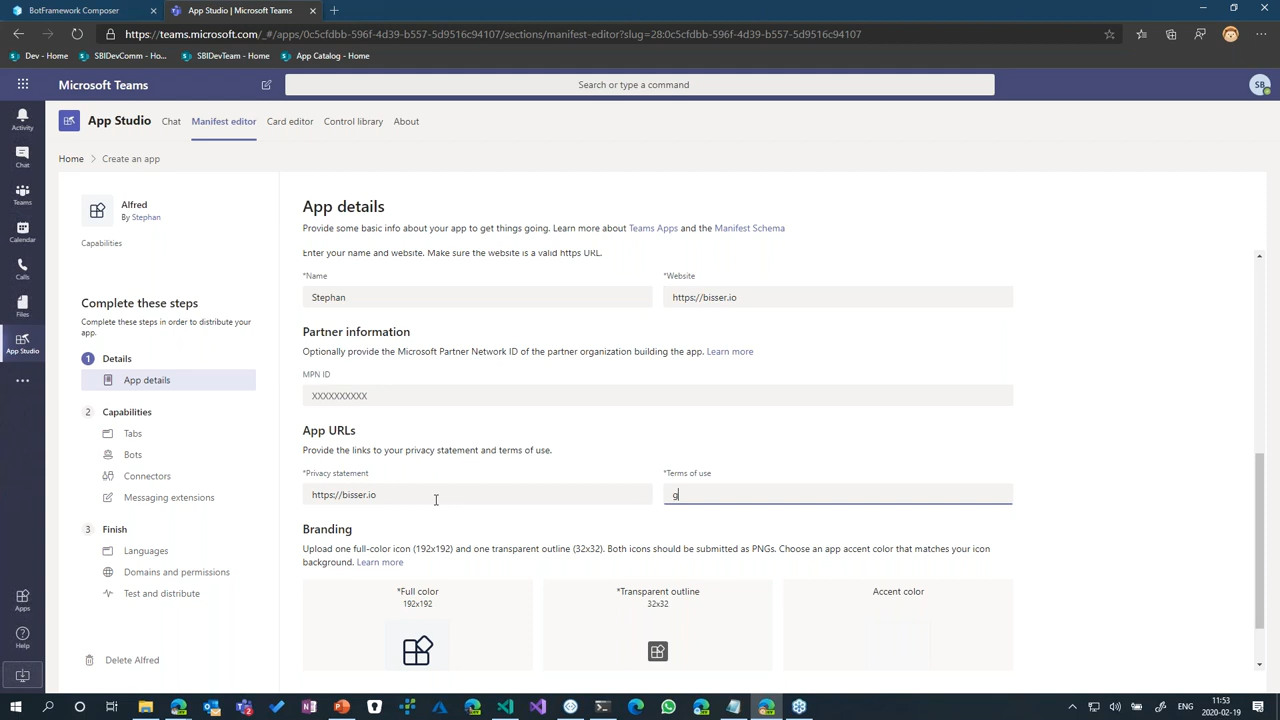 BotFramework Composer
App Studio | Microsoft Teams
https://teams.microsoft.com/_#/apps/0c5cfdbb-596f-4d39-b557-5d9516c94107/sections/manifest-editor?slug=28:0c5cfdbb-596f-4d39-b557-5d9516c94107
Dev - Home
SBIDevComm - Ho...
SBIDevTeam - Home
App Catalog - Home
Microsoft Teams
Search or type a command
SB
Activity
Chat
Teams
Calendar
Calls
Files
App Studio
Apps
Help
App Studio
Chat
Manifest editor
Card editor
Control library
About
Home
Create an app
Alfred
By Stephan
Capabilities
Complete these steps
Complete these steps in order to distribute your
app.
1 Details
App details
2 Capabilities
Tabs
Bots
Connectors
Messaging extensions
3 Finish
Languages
Domains and permissions
Test and distribute
Delete Alfred
App details
Provide some basic info about your app to get things going. Learn more about Teams Apps and the Manifest Schema
Enter your name and website. Make sure the website is a valid https URL.
*Name
*Website
Stephan
https://bisser.io
Partner information
Optionally provide the Microsoft Partner Network ID of the partner organization building the app. Learn more
MPN ID
XXXXXXXXXX
App URLs
Provide the links to your privacy statement and terms of use.
*Privacy statement
*Terms of use
https://bisser.io
g
Branding
Upload one full-color icon (192x192) and one transparent outline (32x32). Both icons should be submitted as PNGs. Choose an app accent color that matches your icon
background. Learn more
*Full color
192x192
*Transparent outline
32x32
Accent color
ENG
11:53
2020-02-19